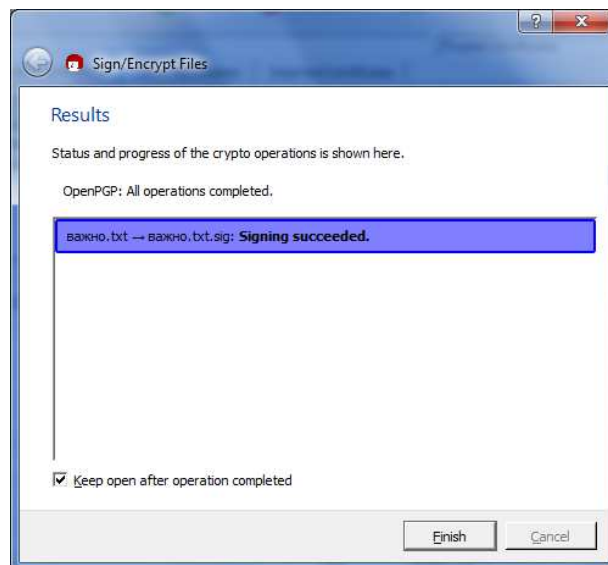 Sign/Encrypt Files
Results
Status and progress of the crypto operations is shown here.
OpenPGP: All operations completed.
важно.txt → важно.txt.sig: Signing succeeded.
Keep open after operation completed
Finish Cancel